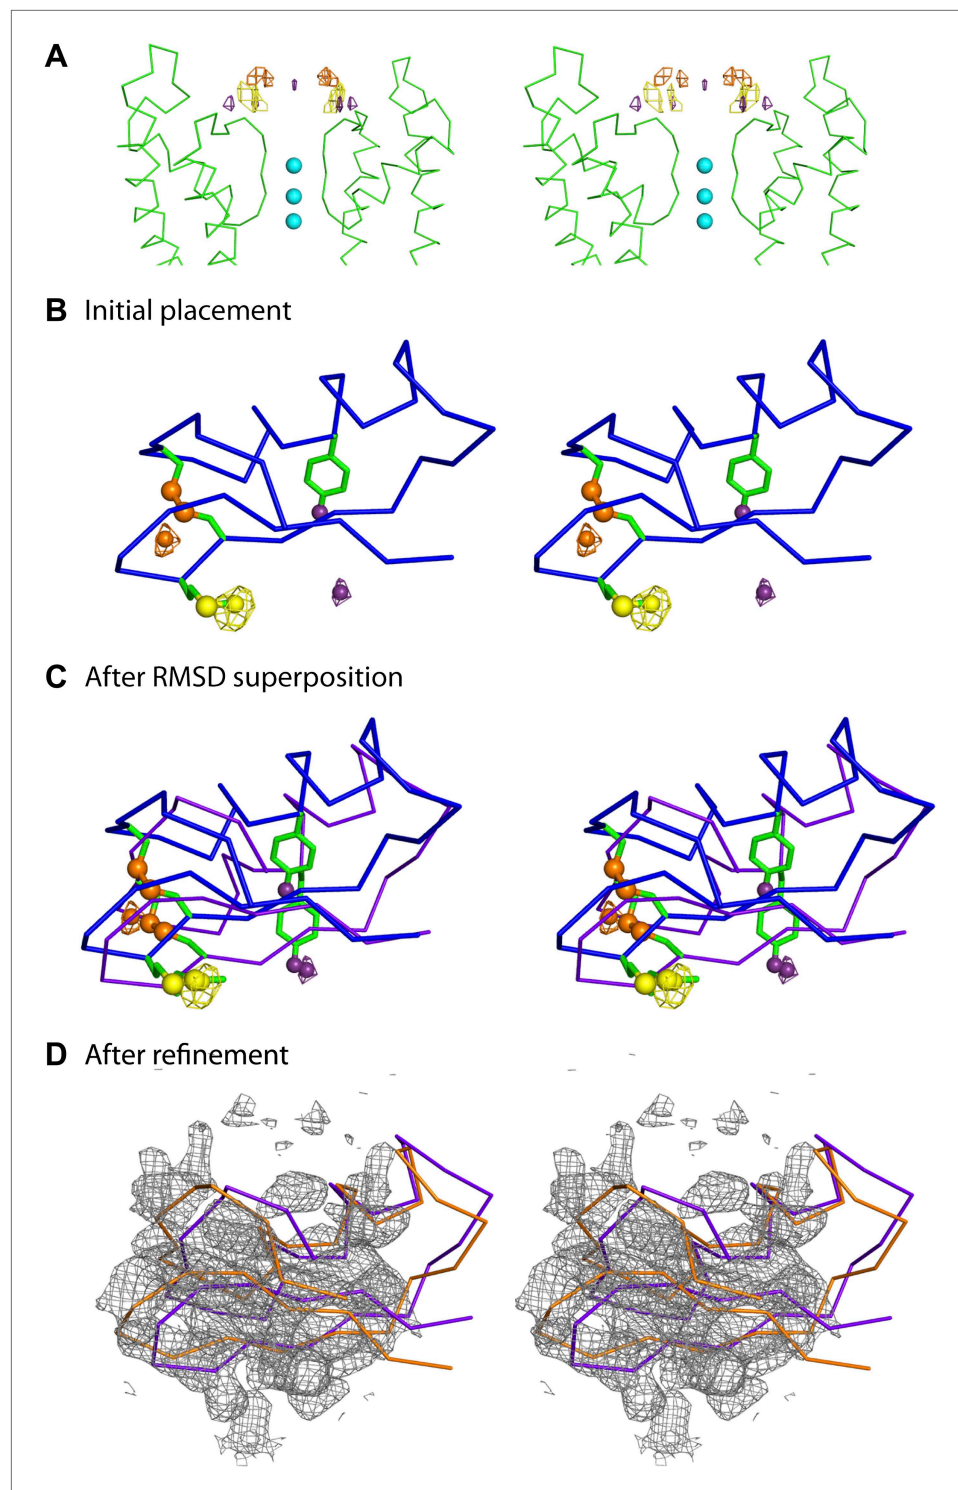 A
B Initial placement
C After RMSD superposition
D After refinement